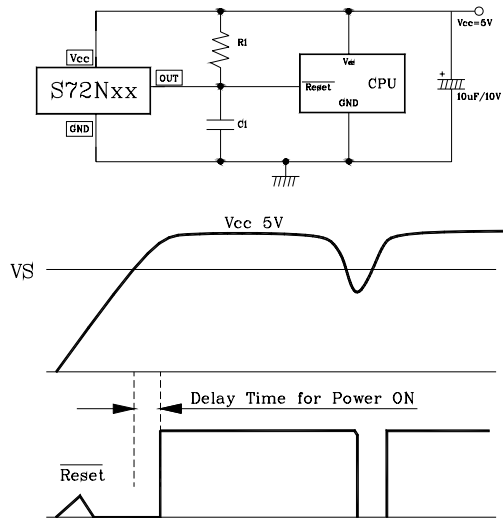 Vcc=5V
R1
Vcc
Vdd
S72Nxx
OUT
Reset
CPU
GND
10uF/10V
C1
GND
Vcc 5V
VS
Delay Time for Power ON
Reset